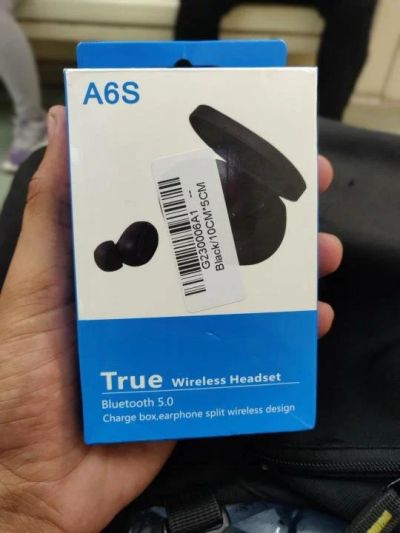 A6S
G230006A1 --
Black/10CM*5CM
True Wireless Headset
Bluetooth 5.0
Charge box,earphone split wireless design